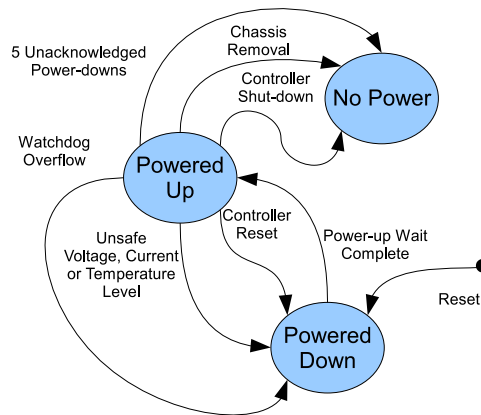 5 Unacknowledged
Power-downs
Chassis
Removal
Controller
Shut-down
No Power
Watchdog
Overflow
Powered
Up
Unsafe
Voltage, Current
or Temperature
Level
Controller
Reset
Power-up Wait
Complete
Reset
Powered
Down